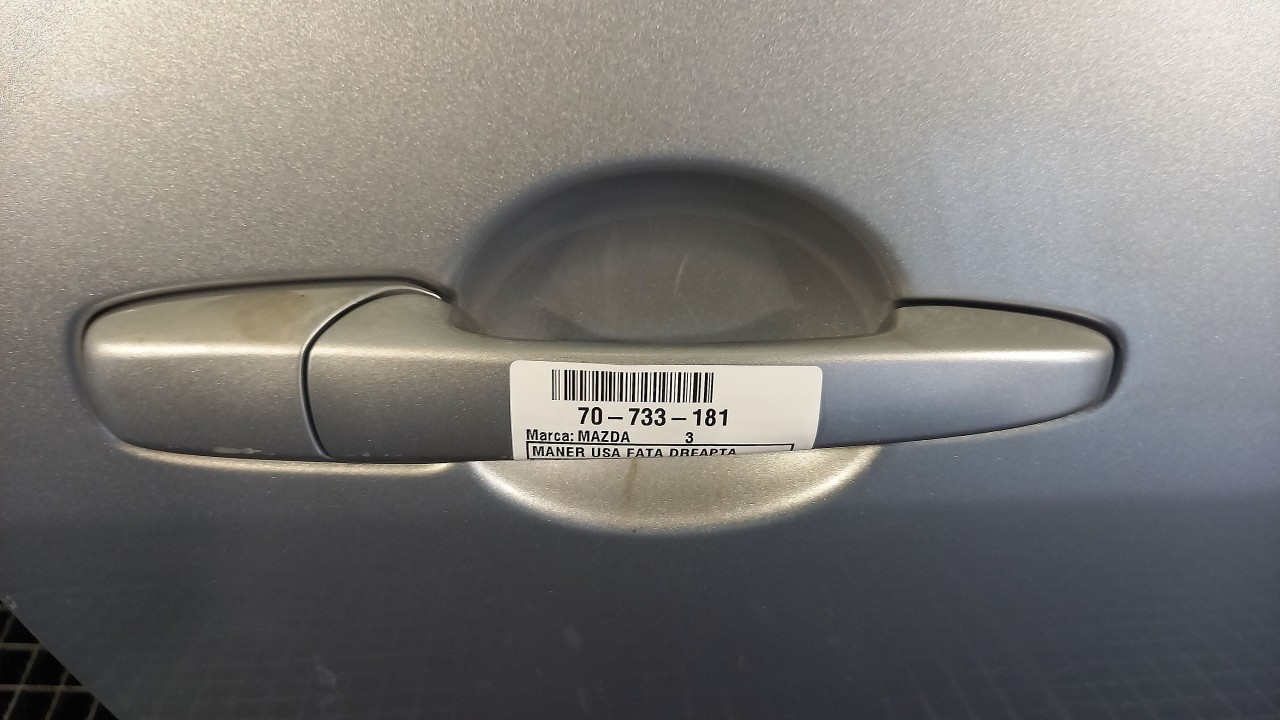 70-733-181
Marca: MAZDA 3
MANER USA FATA DREAPTA